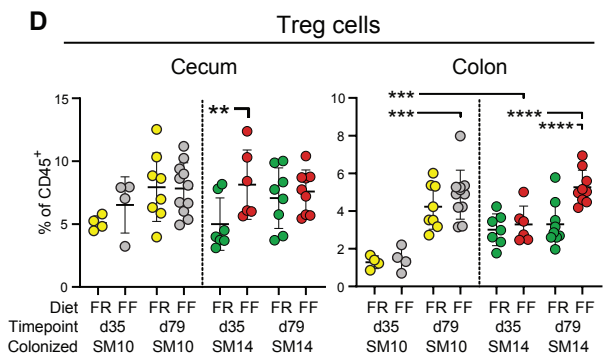 D
Treg cells
Cecum Colon
15 10 5 0
% of CD45+
**
10 8 6 4 2 0
***
***
****
****
Diet FR FF FR FF FR FF FR FF FR FF FR FF FR FF FR FF
Timepoint d35 d79 d35 d79 d35 d79 d35 d79
Colonized SM10 SM10 SM14 SM14 SM10 SM10 SM14 SM14